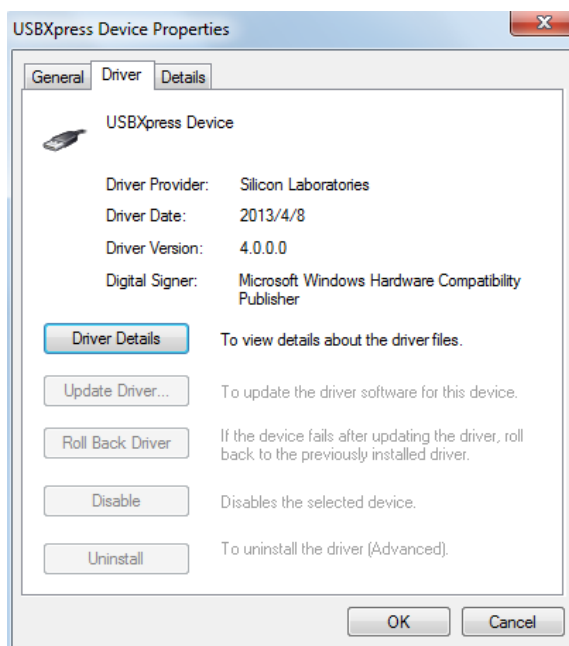 USBXpress Device Properties
General Driver Details
USBXpress Device
Driver Provider: Silicon Laboratories
Driver Date: 2013/4/8
Driver Version: 4.0.0.0
Digital Signer: Microsoft Windows Hardware Compatibility
Publisher
Driver Details To view details about the driver files.
Update Driver... To update the driver software for this device.
Roll Back Driver If the device fails after updating the driver, roll
back to the previously installed driver.
Disable Disables the selected device.
Uninstall To uninstall the driver (Advanced).
OK Cancel